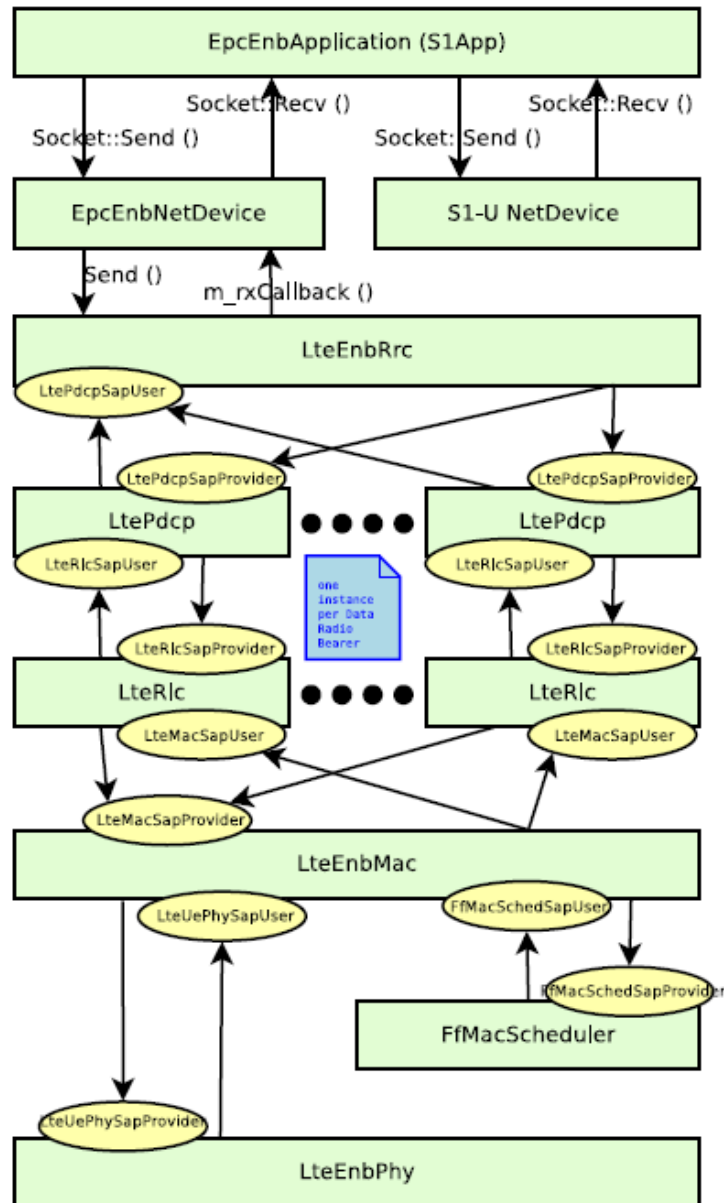 EpcEnbApplication (S1App)
Socket::Recv ()
Socket::Recv ()
Socket::Send ()
Socket::Send ()
EpcEnbNetDevice
S1-U NetDevice
Send ()
m_rxCallback ()
LteEnbRrc
LtePdcpSapUser
LtePdcpSapProvider
LtePdcpSapProvider
LtePdcp
LtePdcp
LteRlcSapUser
LteRlcSapUser
one
instance
per Data
Radio
Bearer
LteRlcSapProvider
LteRlcSapProvider
LteRlc
LteRlc
LteMacSapUser
LteMacSapUser
LteMacSapProvider
LteEnbMac
LteUePhySapUser
FfMacSchedSapUser
FfMacSchedSapProvider
FfMacScheduler
LteUePhySapProvider
LteEnbPhy